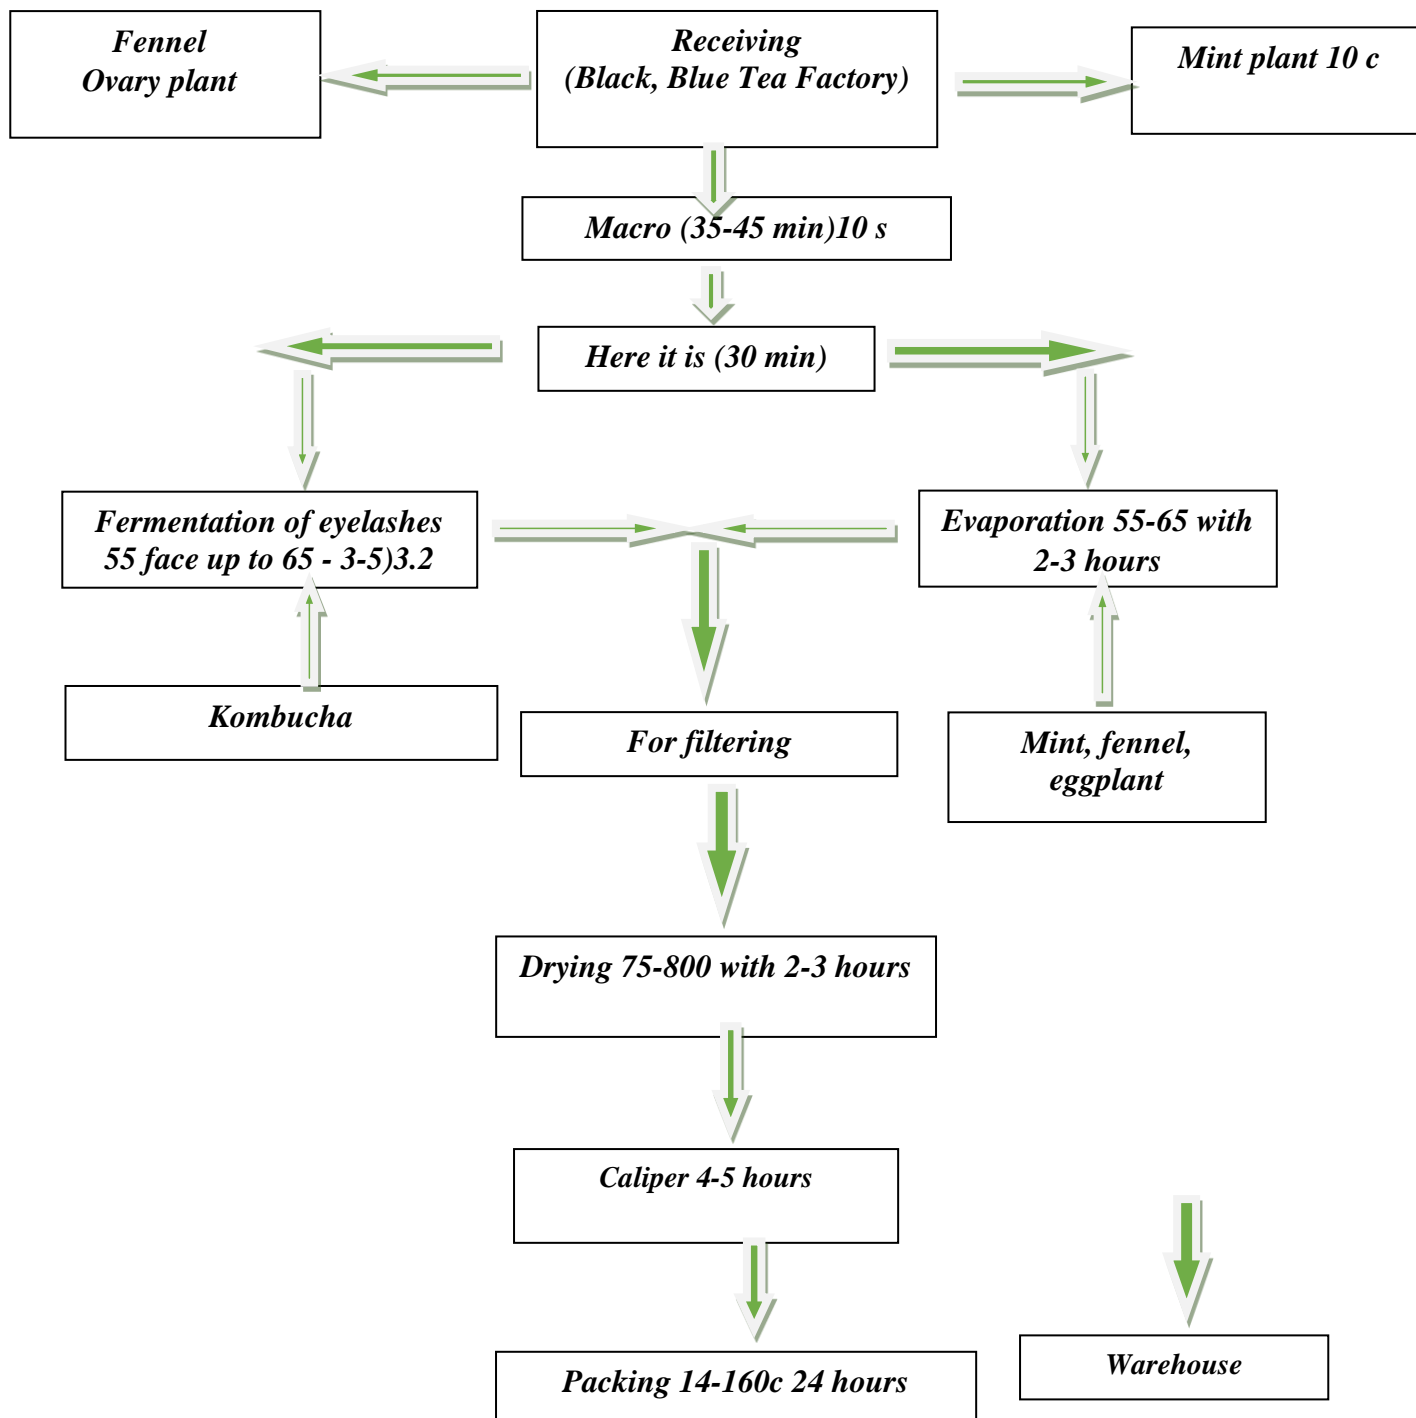 Fennel
Ovary plant
Receiving
(Black, Blue Tea Factory)
Mint plant 10 c
Macro (35-45 min)10 s
Here it is (30 min)
Fermentation of eyelashes
55 face up to 65 - 3-5)3.2
Evaporation 55-65 with
2-3 hours
Kombucha
For filtering
Mint, fennel,
eggplant
Drying 75-800 with 2-3 hours
Caliper 4-5 hours
Packing 14-160c 24 hours
Warehouse